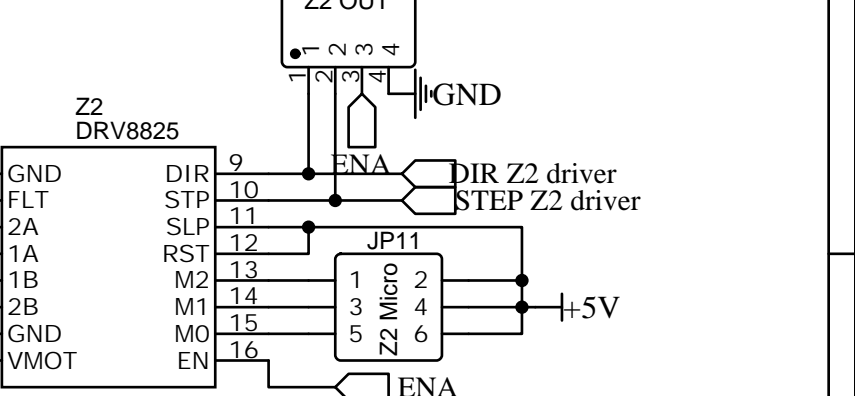 Z2 OUT
1 2 3 4
1 2 3 4
GND
Z2
DRV8825
ENA
GND DIR 9 DIR Z2 driver
FLT STP 10 STEP Z2 driver
2A SLP 11
1A RST 12 JP11
1B M2 13 1 2
2B M1 14 3 4 +5V
GND M0 15 5 6
Z2 Micro
VMOT EN 16
ENA